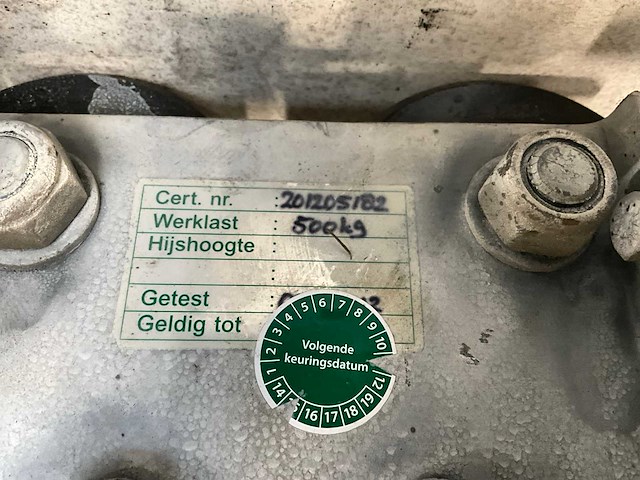 Cert. nr. : 201205182
Werklast : 500kg
Hijshoogte :
:
Getest :
Geldig tot
Volgende
keuringsdatum
1 2 3 4 5 6 7 8 9 10 12
14 16 17 18 19